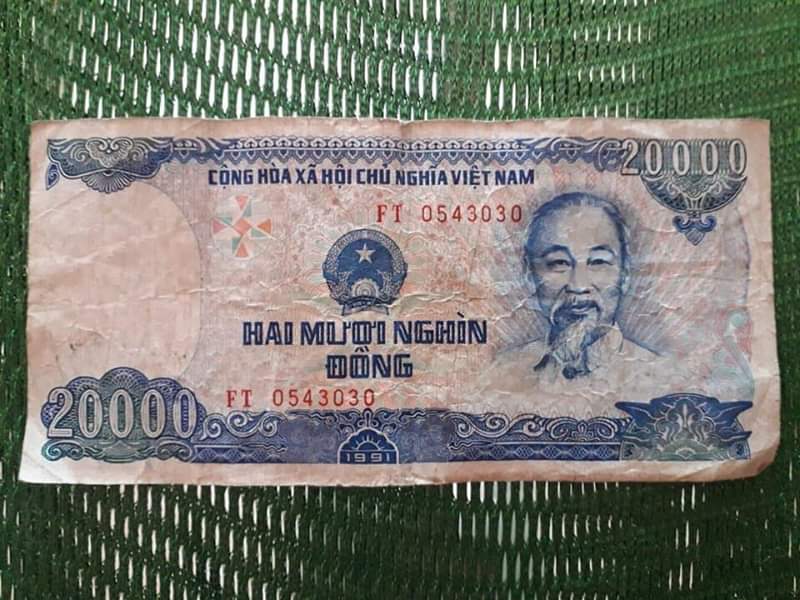 20000
CỘNG HÒA XÃ HỘI CHỦ NGHĨA VIỆT NAM
FT 0543030
HAI MƯƠI NGHÌN
ĐỒNG
FT 0543030
20000
1991